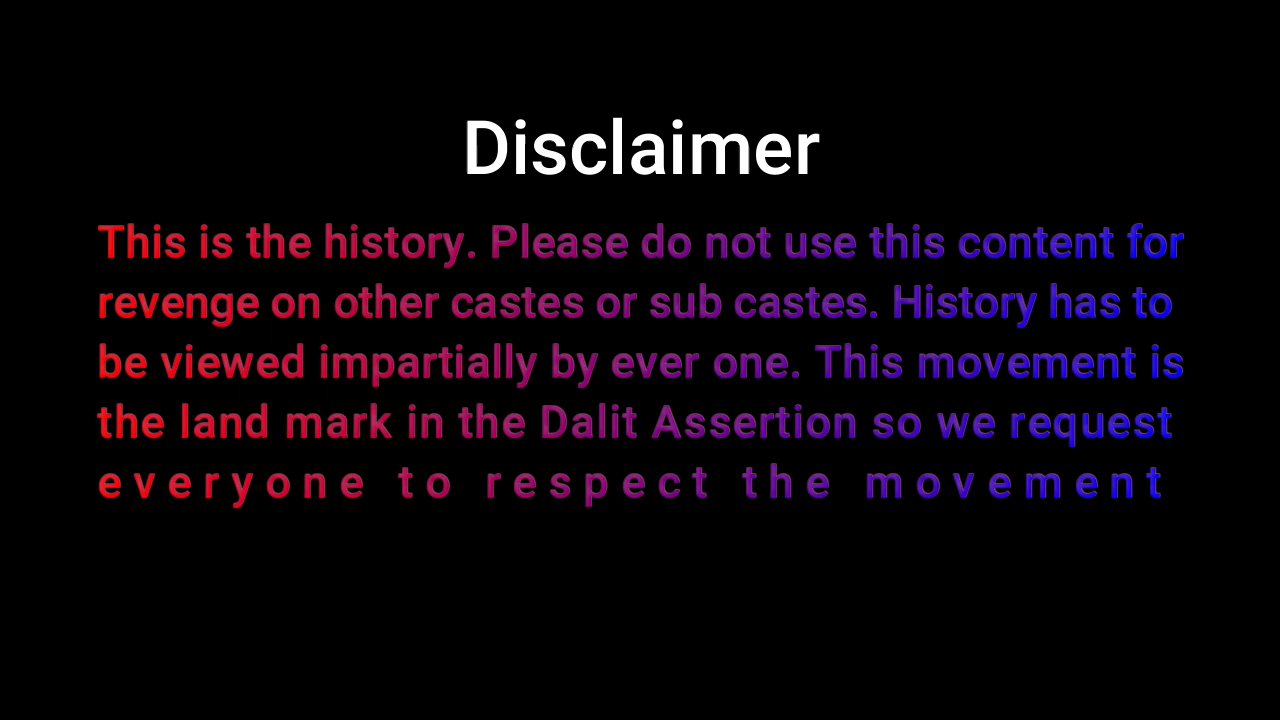 Disclaimer
This is the history. Please do not use this content for
revenge on other castes or sub castes. History has to
be viewed impartially by ever one. This movement is
the land mark in the Dalit Assertion so we request
everyone to respect the movement